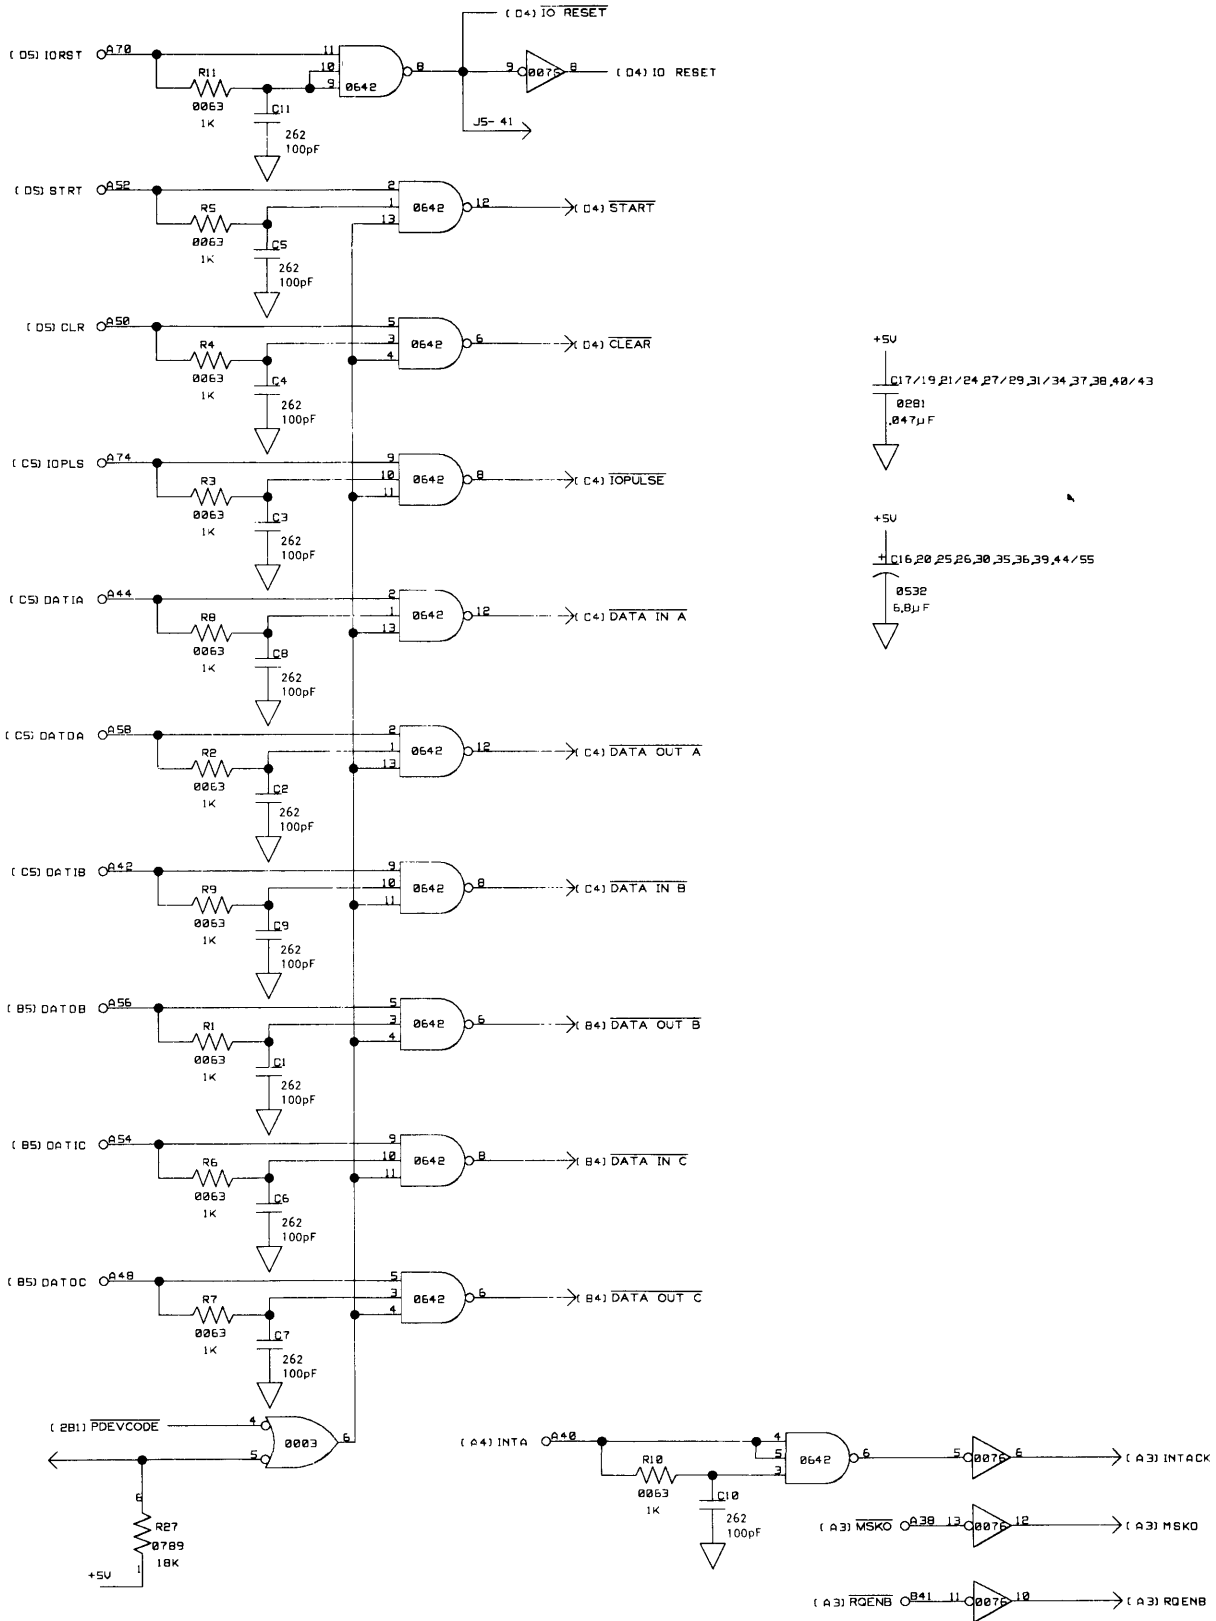 (D4) IO RESET
(D5) IORST A70 11 10 9 0642 8 9 0076 8 (D4) IO RESET
R11 0063 1K
C11 262 100pF
J5-41
(D5) STRT A52 2 1 13 0642 12 (D4) START
R5 0063 1K
C5 262 100pF
(D5) CLR A50 5 3 4 0642 6 (D4) CLEAR
R4 0063 1K
C4 262 100pF
+5V
C17/19,21/24,27/29,31/34,37,38,40/43
0281
.047µF
(C5) IOPLS A74 9 10 11 0642 8 (C4) IOPULSE
R3 0063 1K
C3 262 100pF
+5V
+ C16,20,25,26,30,35,36,39,44/55
0532
6.8µF
(C5) DATIA A44 2 1 13 0642 12 (C4) DATA IN A
R8 0063 1K
C8 262 100pF
(C5) DATOA A58 2 1 13 0642 12 (C4) DATA OUT A
R2 0063 1K
C2 262 100pF
(C5) DATIB A42 9 10 11 0642 8 (C4) DATA IN B
R9 0063 1K
C9 262 100pF
(B5) DATOB A56 5 3 4 0642 6 (B4) DATA OUT B
R1 0063 1K
C1 262 100pF
(B5) DATIC A54 9 10 11 0642 8 (B4) DATA IN C
R6 0063 1K
C6 262 100pF
(B5) DATOC A48 5 3 4 0642 6 (B4) DATA OUT C
R7 0063 1K
C7 262 100pF
(2B1) PDEVCODE 4 5 0003 6
6 R27 0789 18K 1
+5V
(A4) INTA A40 4 5 3 0642 6 5 0076 6 (A3) INTACK
R10 0063 1K
C10 262 100pF
(A3) MSKO A38 13 0076 12 (A3) MSKO
(A3) RQENB B41 11 0076 10 (A3) RQENB